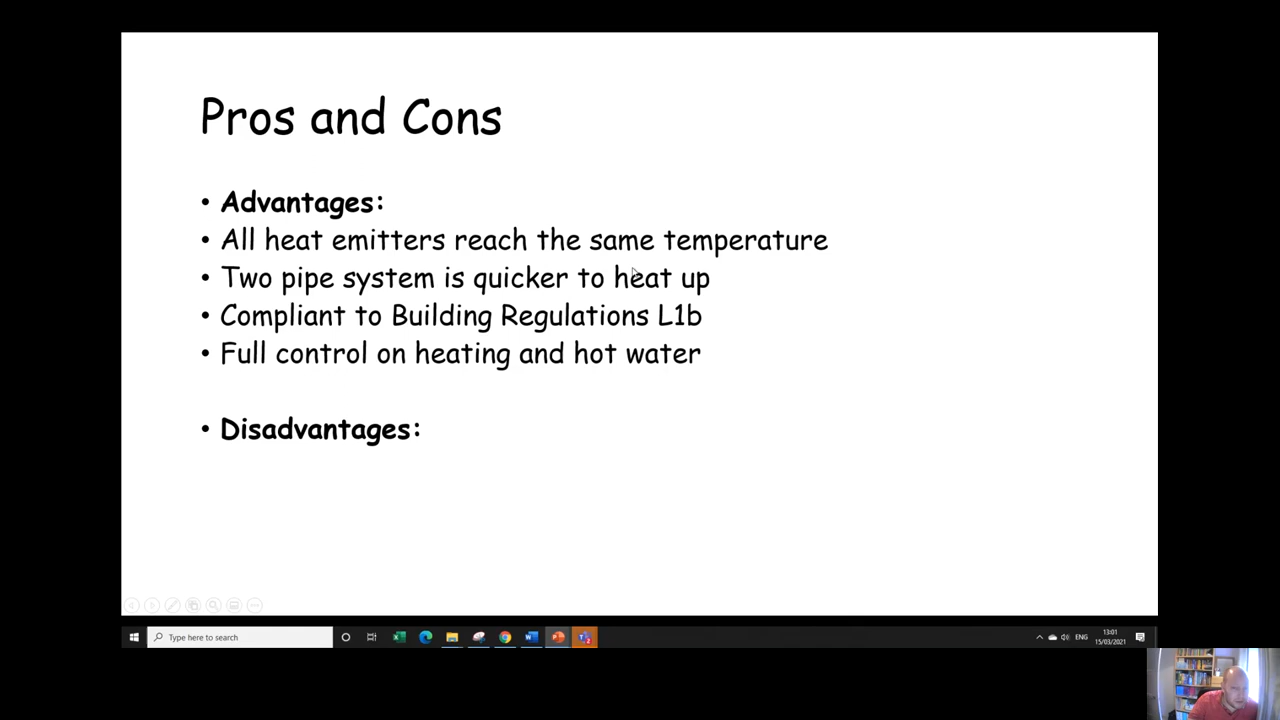 Pros and Cons
• Advantages:
• All heat emitters reach the same temperature
• Two pipe system is quicker to heat up
• Compliant to Building Regulations L1b
• Full control on heating and hot water
• Disadvantages:
Type here to search
ENG
13:01
15/03/2021